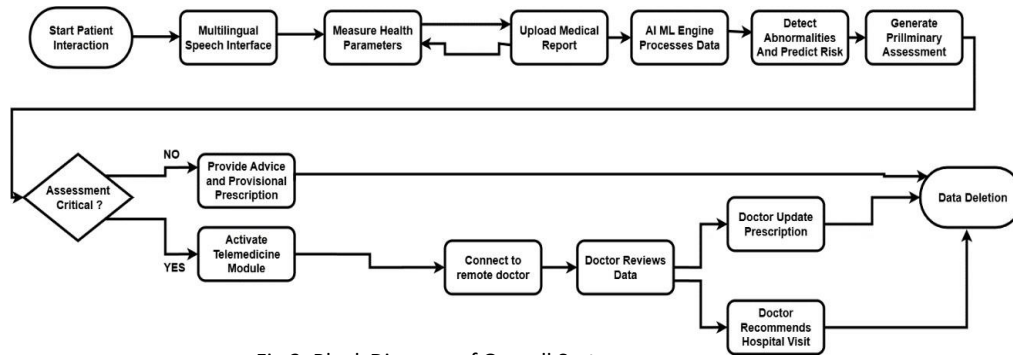 Start Patient
Interaction
Multilingual
Speech Interface
Measure Health
Parameters
Upload Medical
Report
AI ML Engine
Processes Data
Detect
Abnormalities
And Predict Risk
Generate
Prillminary
Assessment
Assessment
Critical ?
NO
YES
Provide Advice
and Provisional
Prescription
Activate
Telemedicine
Module
Connect to
remote doctor
Doctor Reviews
Data
Doctor Update
Prescription
Doctor
Recommends
Hospital Visit
Data Deletion